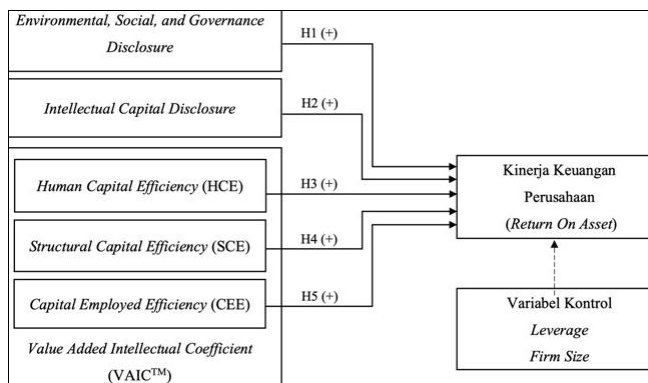 Environmental, Social, and Governance
Disclosure
H1 (+)
Intellectual Capital Disclosure
H2 (+)
Human Capital Efficiency (HCE)
H3 (+)
Structural Capital Efficiency (SCE)
H4 (+)
Capital Employed Efficiency (CEE)
H5 (+)
Value Added Intellectual Coefficient
(VAIC™)
Kinerja Keuangan
Perusahaan
(Return On Asset)
Variabel Kontrol
Leverage
Firm Size